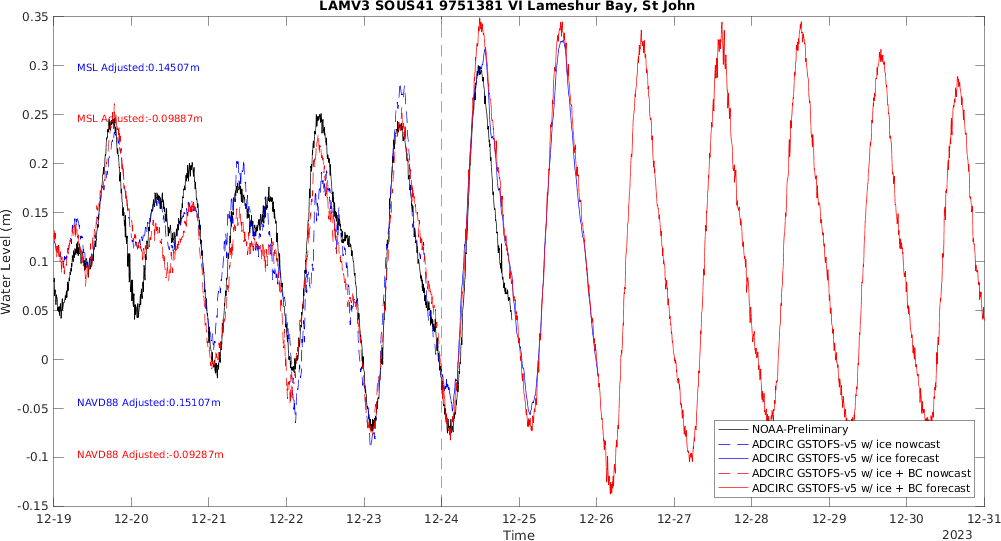 LAMV3 SOUS41 9751381 VI Lameshur Bay, St John
0.35
0.3
0.25
0.2
0.15
0.1
0.05
0
-0.05
-0.1
-0.15
Water Level (m)
MSL Adjusted:0.14507m
MSL Adjusted:-0.09887m
NAVD88 Adjusted:0.15107m
NAVD88 Adjusted:-0.09287m
NOAA-Preliminary
ADCIRC GSTOFS-v5 w/ ice nowcast
ADCIRC GSTOFS-v5 w/ ice forecast
ADCIRC GSTOFS-v5 w/ ice + BC nowcast
ADCIRC GSTOFS-v5 w/ ice + BC forecast
12-19 12-20 12-21 12-22 12-23 12-24 12-25 12-26 12-27 12-28 12-29 12-30 12-31
Time
2023